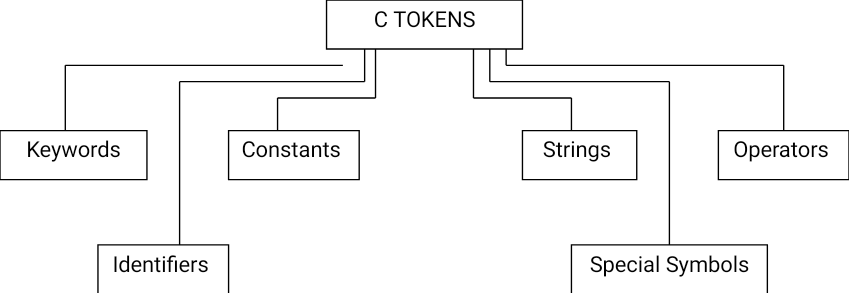 C TOKENS
Keywords
Constants
Strings
Operators
Identifiers
Special Symbols